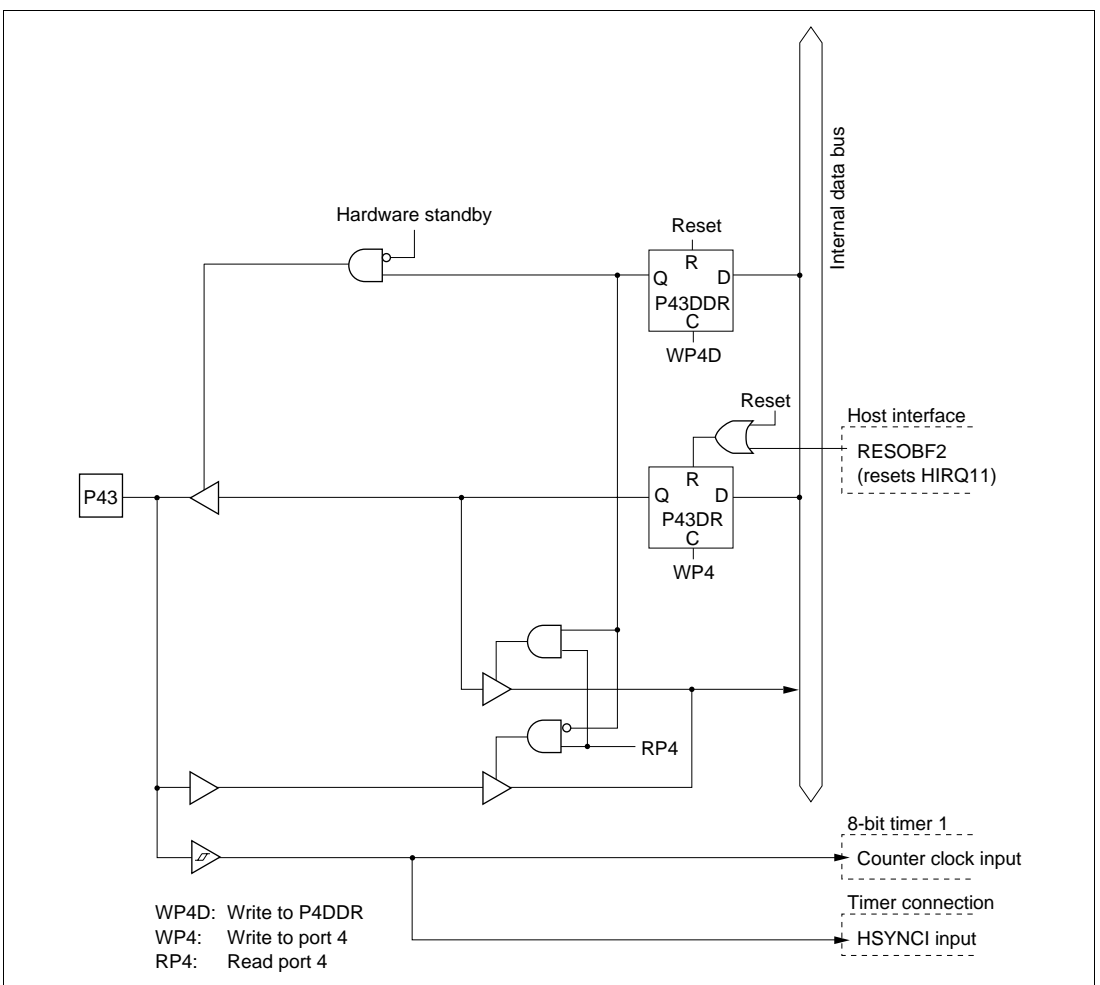 Internal data bus
Hardware standby
Reset
R
Q D
P43DDR
C
WP4D
Reset
Host interface
RESOBF2
(resets HIRQ11)
R
P43
Q D
P43DR
C
WP4
RP4
8-bit timer 1
Counter clock input
Timer connection
HSYNCI input
WP4D: Write to P4DDR
WP4: Write to port 4
RP4: Read port 4